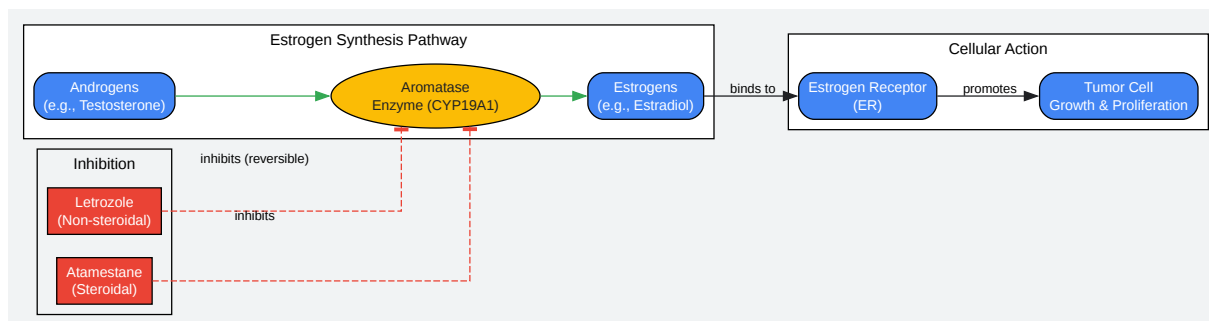 Estrogen Synthesis Pathway
Androgens
(e.g., Testosterone)
Aromatase
Enzyme (CYP19A1)
Estrogens
(e.g., Estradiol)
binds to
Cellular Action
Estrogen Receptor
(ER)
promotes
Tumor Cell
Growth & Proliferation
Inhibition
inhibits (reversible)
Letrozole
(Non-steroidal)
inhibits
Atamestane
(Steroidal)